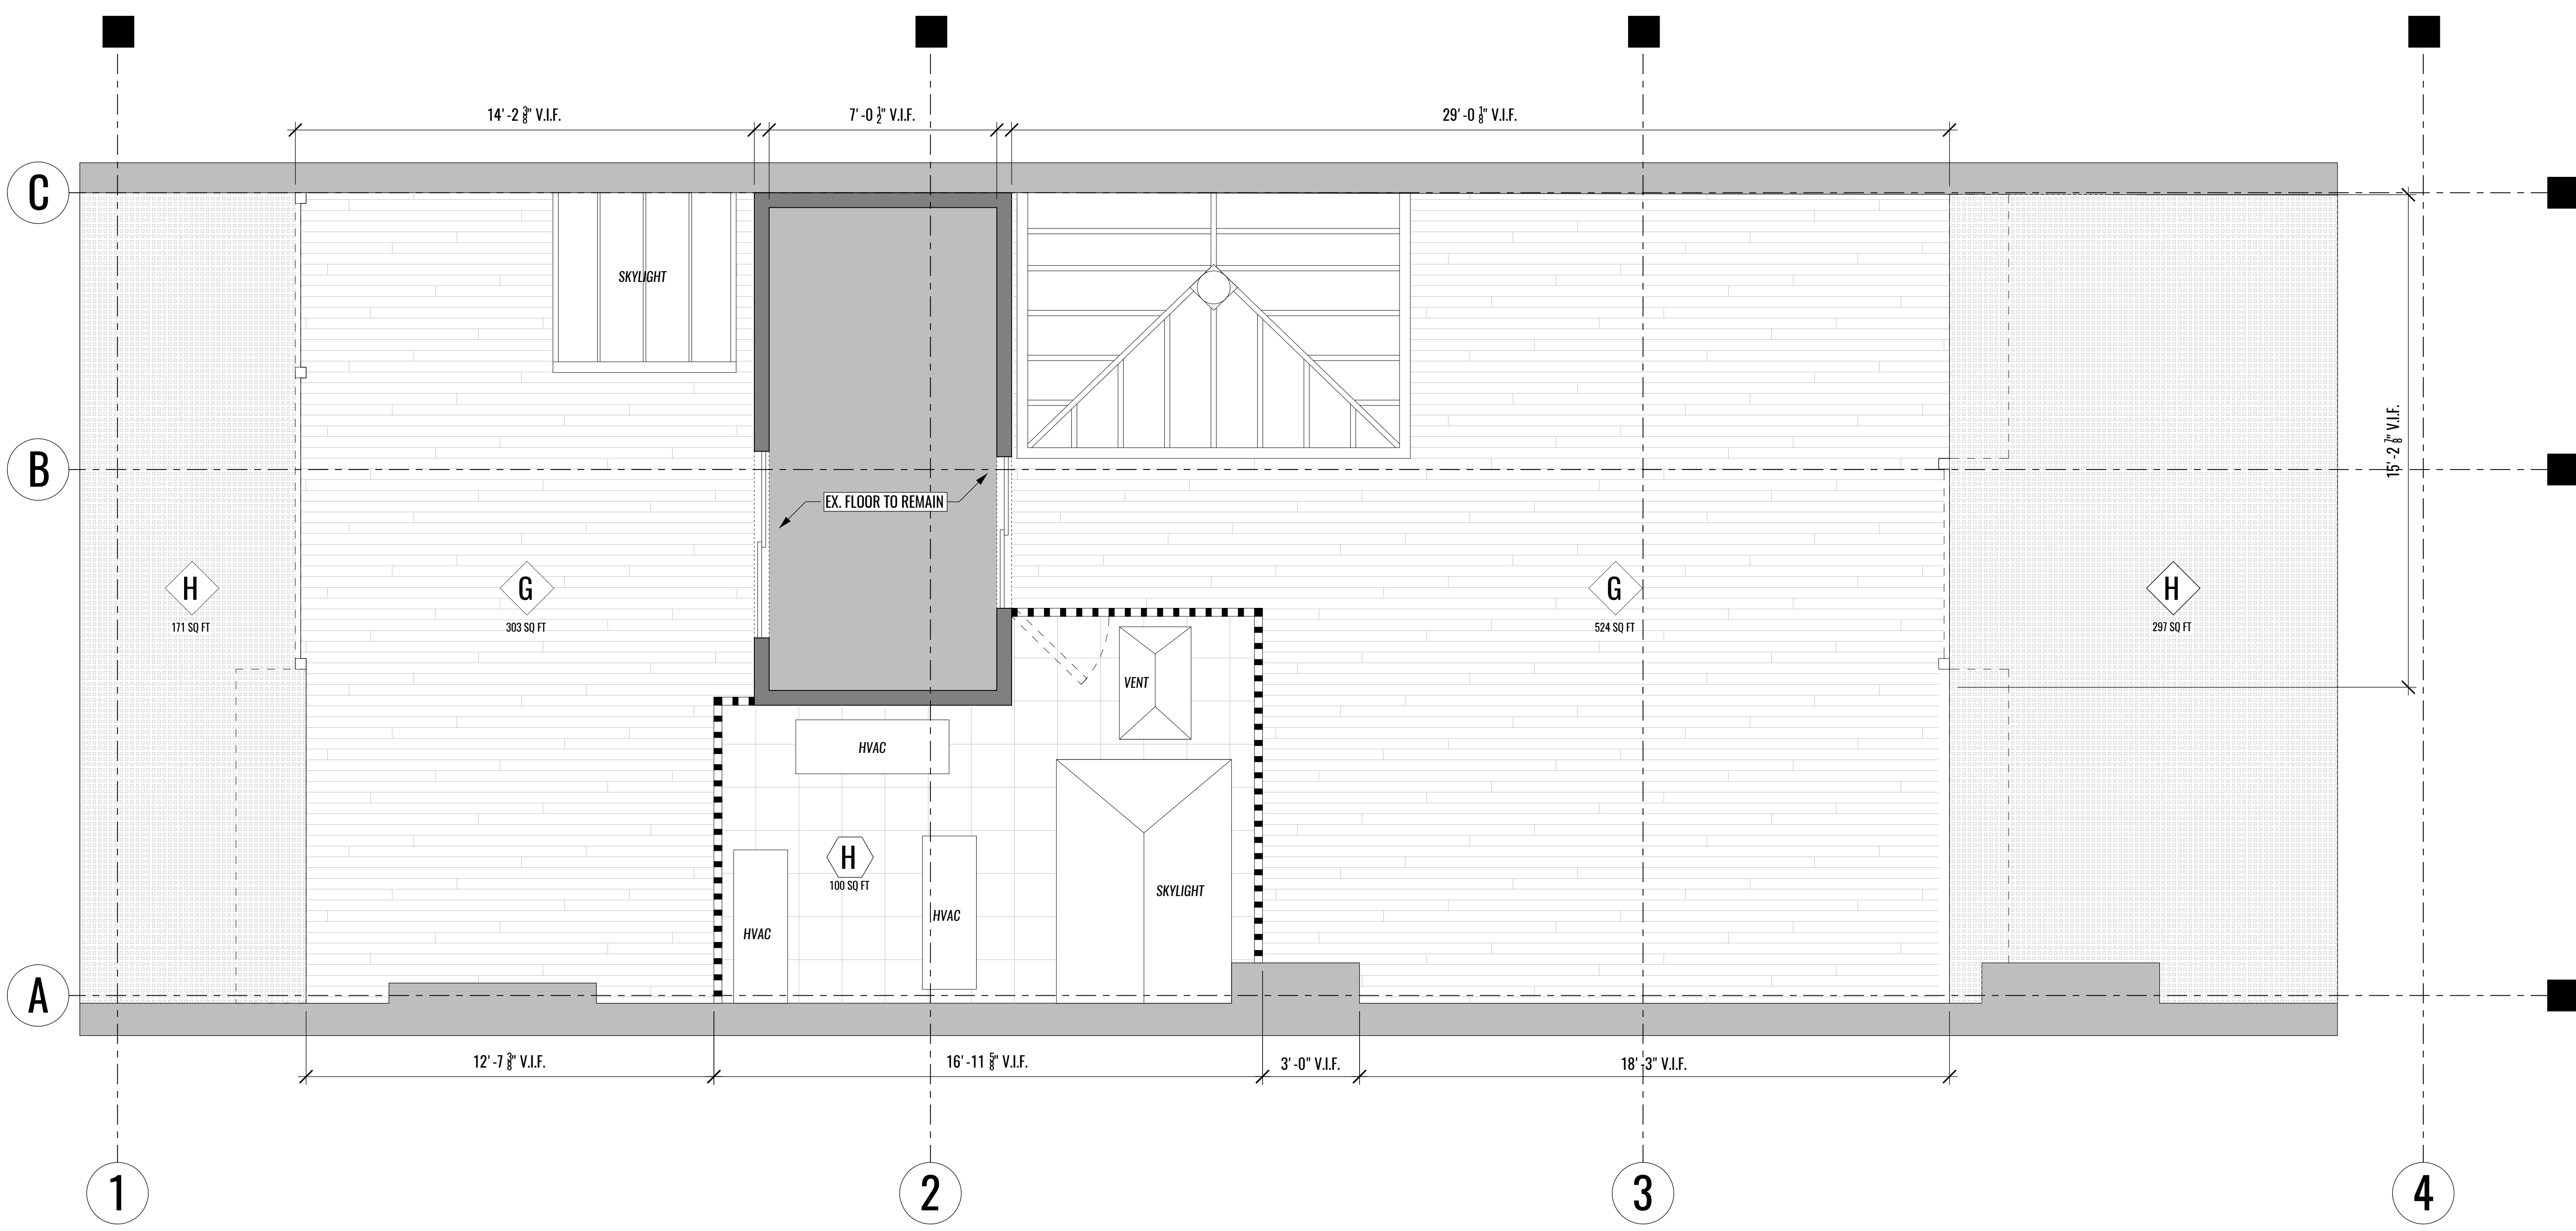 14'-2 3/8" V.I.F.
7'-0 1/2" V.I.F.
29'-0 1/8" V.I.F.
C
SKYLIGHT
15'-2 7/8" V.I.F.
B
EX. FLOOR TO REMAIN
H
171 SQ FT
G
303 SQ FT
G
524 SQ FT
H
297 SQ FT
VENT
HVAC
H
100 SQ FT
SKYLIGHT
HVAC
HVAC
A
12'-7 3/8" V.I.F.
16'-11 5/8" V.I.F.
3'-0" V.I.F.
18'-3" V.I.F.
1
2
3
4